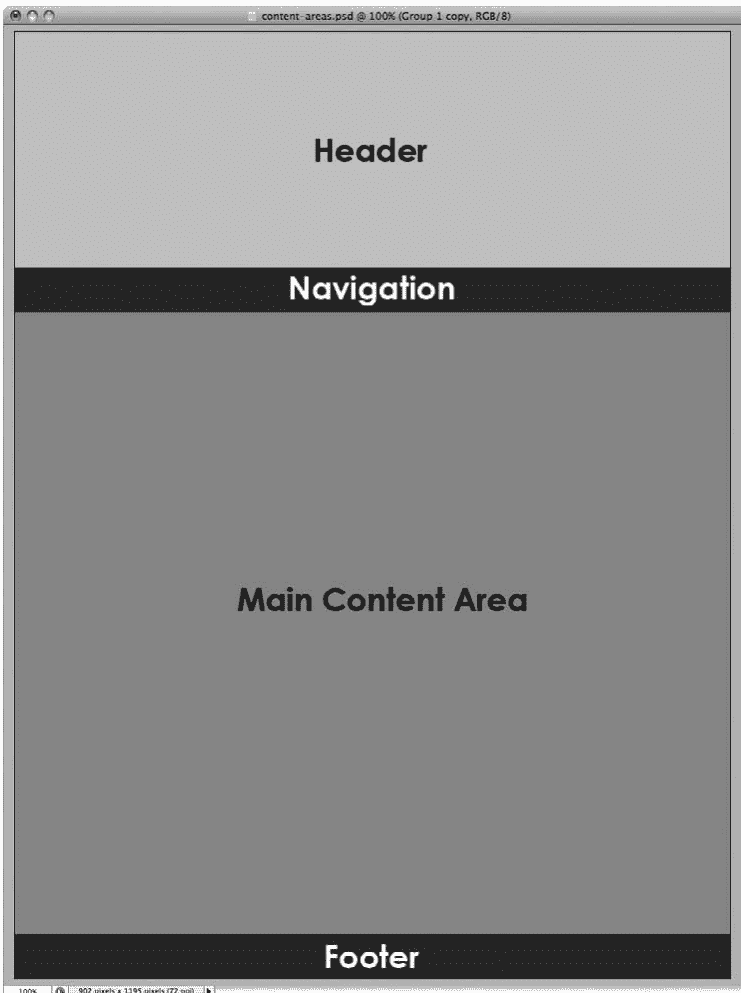 content-areas.psd @ 100% (Group 1 copy, RGB/8)
Header
Navigation
Main Content Area
Footer
100% 902 pixels x 1195 pixels (72 ppi)